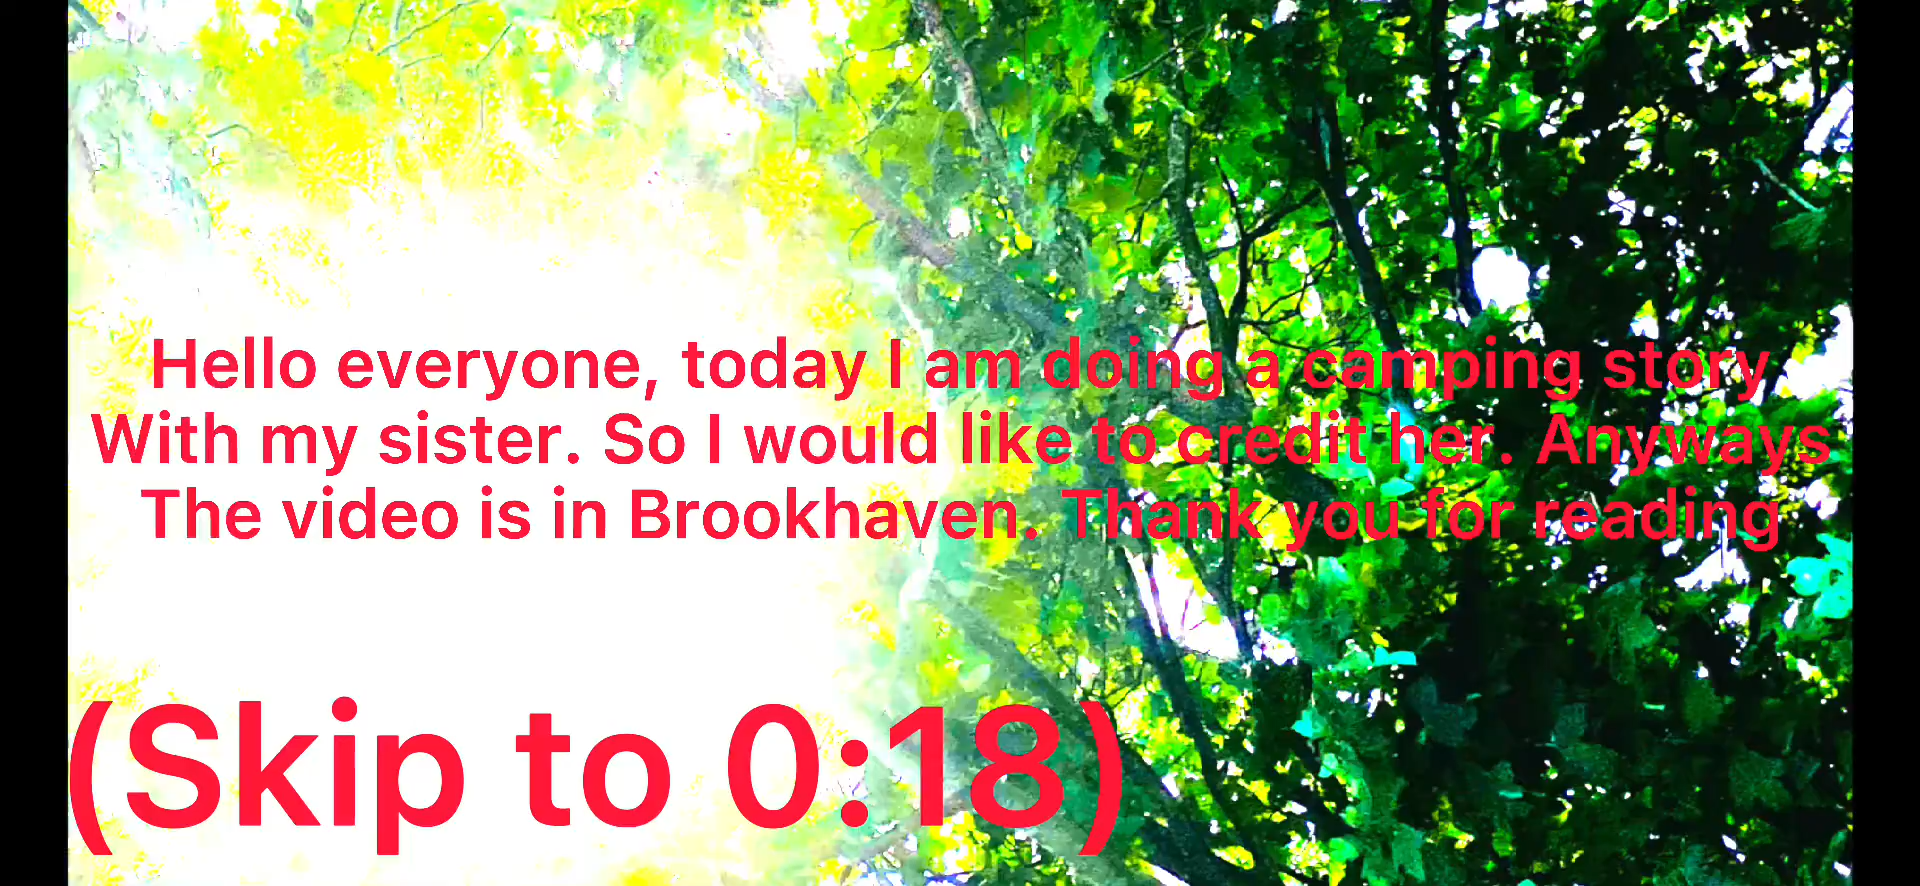 Hello everyone, today I am doing a camping story
With my sister. So I would like to credit her. Anyways
The video is in Brookhaven. Thank you for reading
(Skip to 0:18)